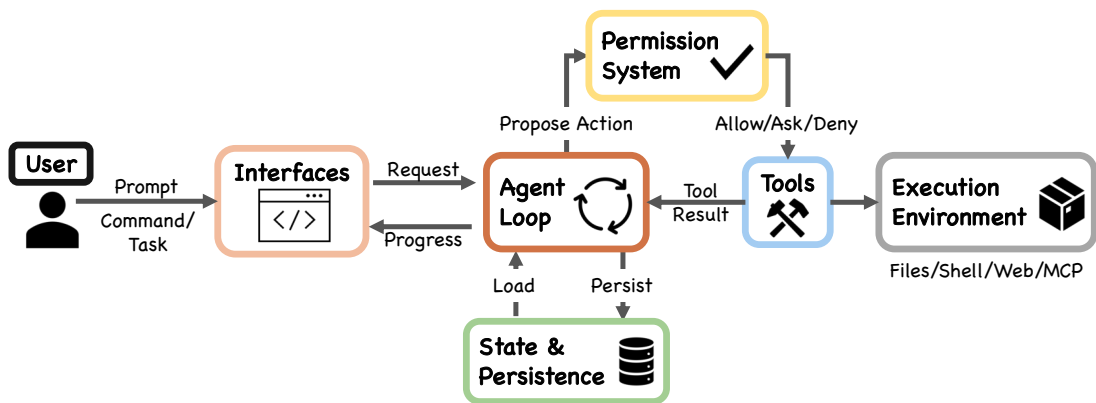 User
Prompt
Command/
Task
Interfaces
</>
Request
Progress
Agent
Loop
Propose Action
Permission
System
Allow/Ask/Deny
Tools
Tool
Result
Execution
Environment
Files/Shell/Web/MCP
Load
Persist
State &
Persistence